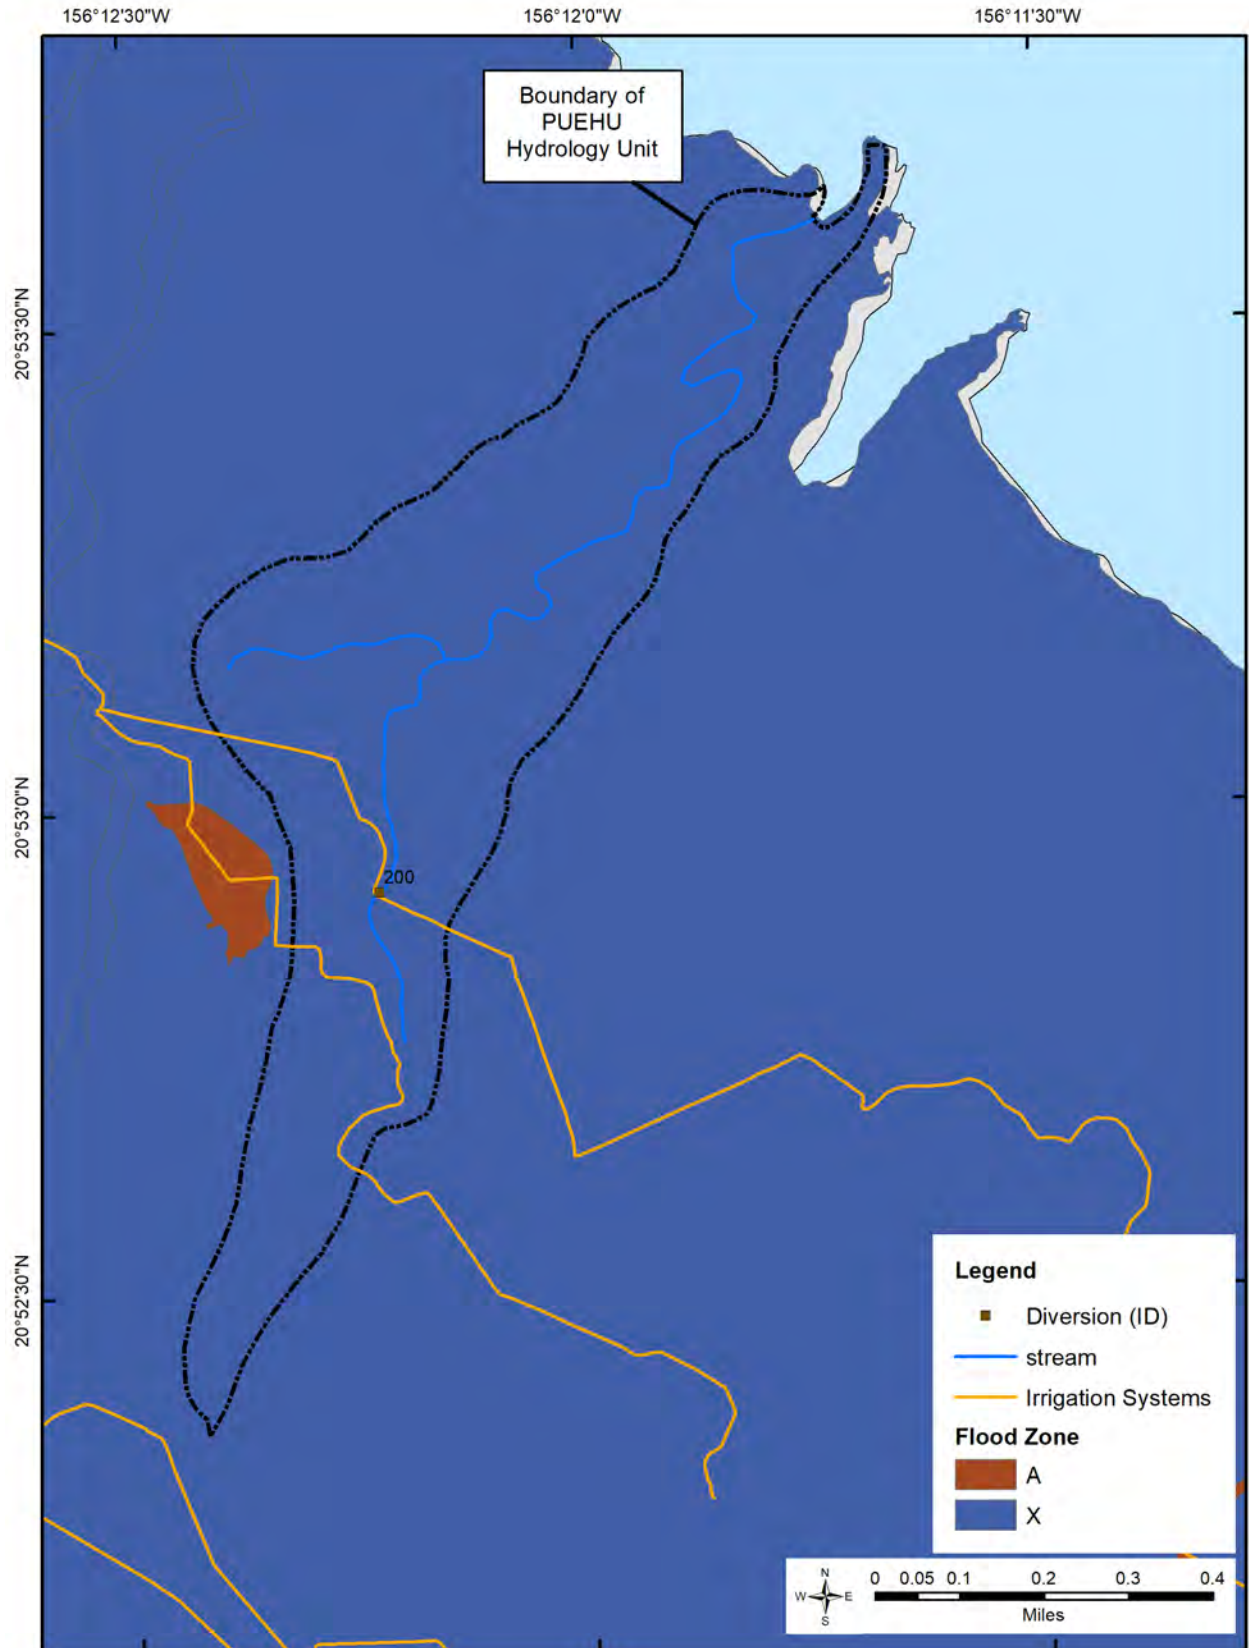 156°12'30"W 156°12'0"W 156°11'30"W
Boundary of
PUEHU
Hydrology Unit
20°53'30"N
20°53'0"N
200
20°52'30"N
Legend
Diversion (ID)
stream
Irrigation Systems
Flood Zone
A
X
N
W E
S
0 0.05 0.1 0.2 0.3 0.4
Miles